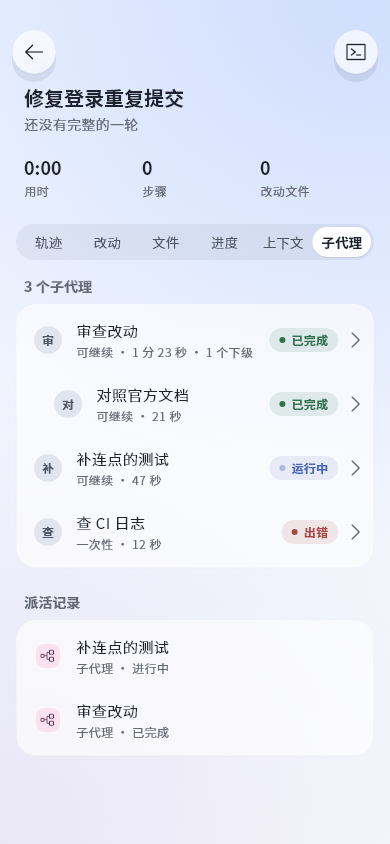 修复登录重复提交
还没有完整的一轮
0:00 0 0
用时 步骤 改动文件
轨迹 改动 文件 进度 上下文 子代理
3 个子代理
审 审查改动 已完成
可继续 · 1 分 23 秒 · 1 个下级
对 对照官方文档 已完成
可继续 · 21 秒
补 补连点的测试 运行中
可继续 · 47 秒
查 查 CI 日志 出错
一次性 · 12 秒
派活记录
补连点的测试
子代理 · 进行中
审查改动
子代理 · 已完成